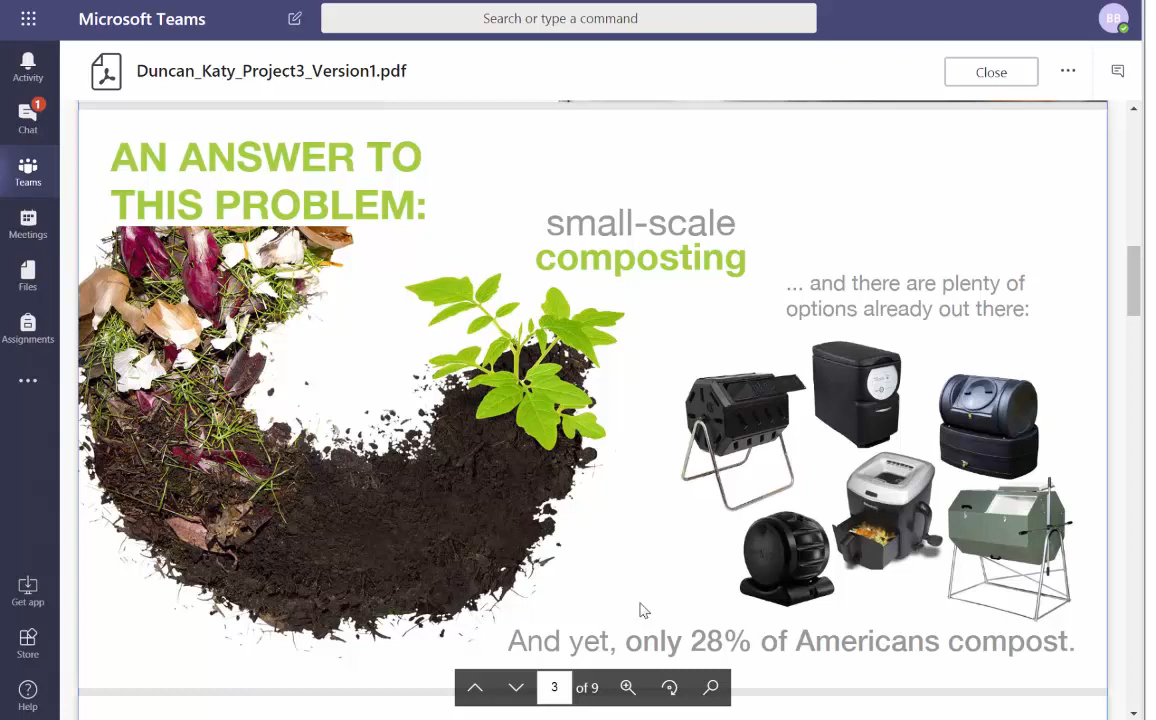 Microsoft Teams
Search or type a command
BB
Activity
1
Chat
Teams
Meetings
Files
Assignments
Get app
Store
Help
Duncan_Katy_Project3_Version1.pdf
Close
AN ANSWER TO
THIS PROBLEM:
small-scale
composting
... and there are plenty of
options already out there:
And yet, only 28% of Americans compost.
3
of 9